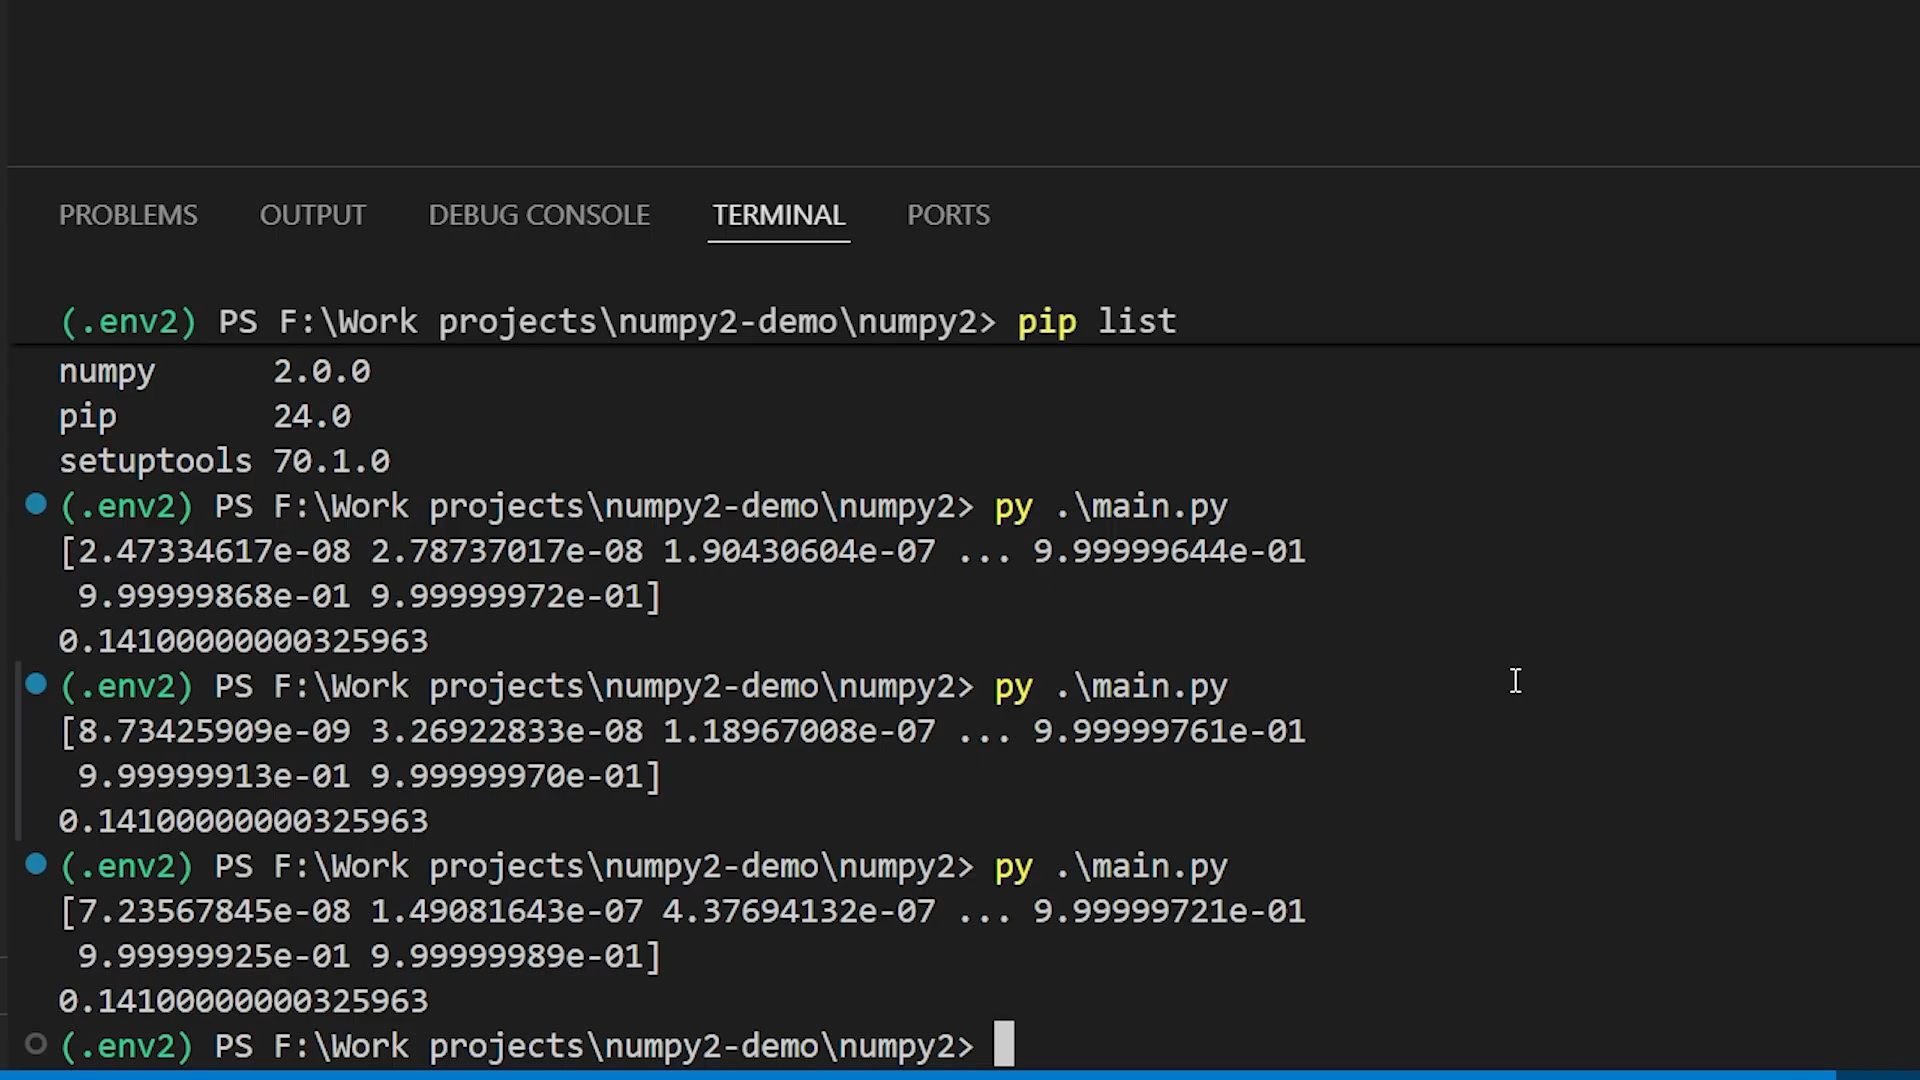 PROBLEMS OUTPUT DEBUG CONSOLE TERMINAL PORTS
(.env2) PS F:\Work projects\numpy2-demo\numpy2> pip list
numpy 2.0.0
pip 24.0
setuptools 70.1.0
(.env2) PS F:\Work projects\numpy2-demo\numpy2> py .\main.py
[2.47334617e-08 2.78737017e-08 1.90430604e-07 ... 9.99999644e-01
9.99999868e-01 9.99999972e-01]
0.14100000000325963
(.env2) PS F:\Work projects\numpy2-demo\numpy2> py .\main.py
[8.73425909e-09 3.26922833e-08 1.18967008e-07 ... 9.99999761e-01
9.99999913e-01 9.99999970e-01]
0.14100000000325963
(.env2) PS F:\Work projects\numpy2-demo\numpy2> py .\main.py
[7.23567845e-08 1.49081643e-07 4.37694132e-07 ... 9.99999721e-01
9.99999925e-01 9.99999989e-01]
0.14100000000325963
(.env2) PS F:\Work projects\numpy2-demo\numpy2>